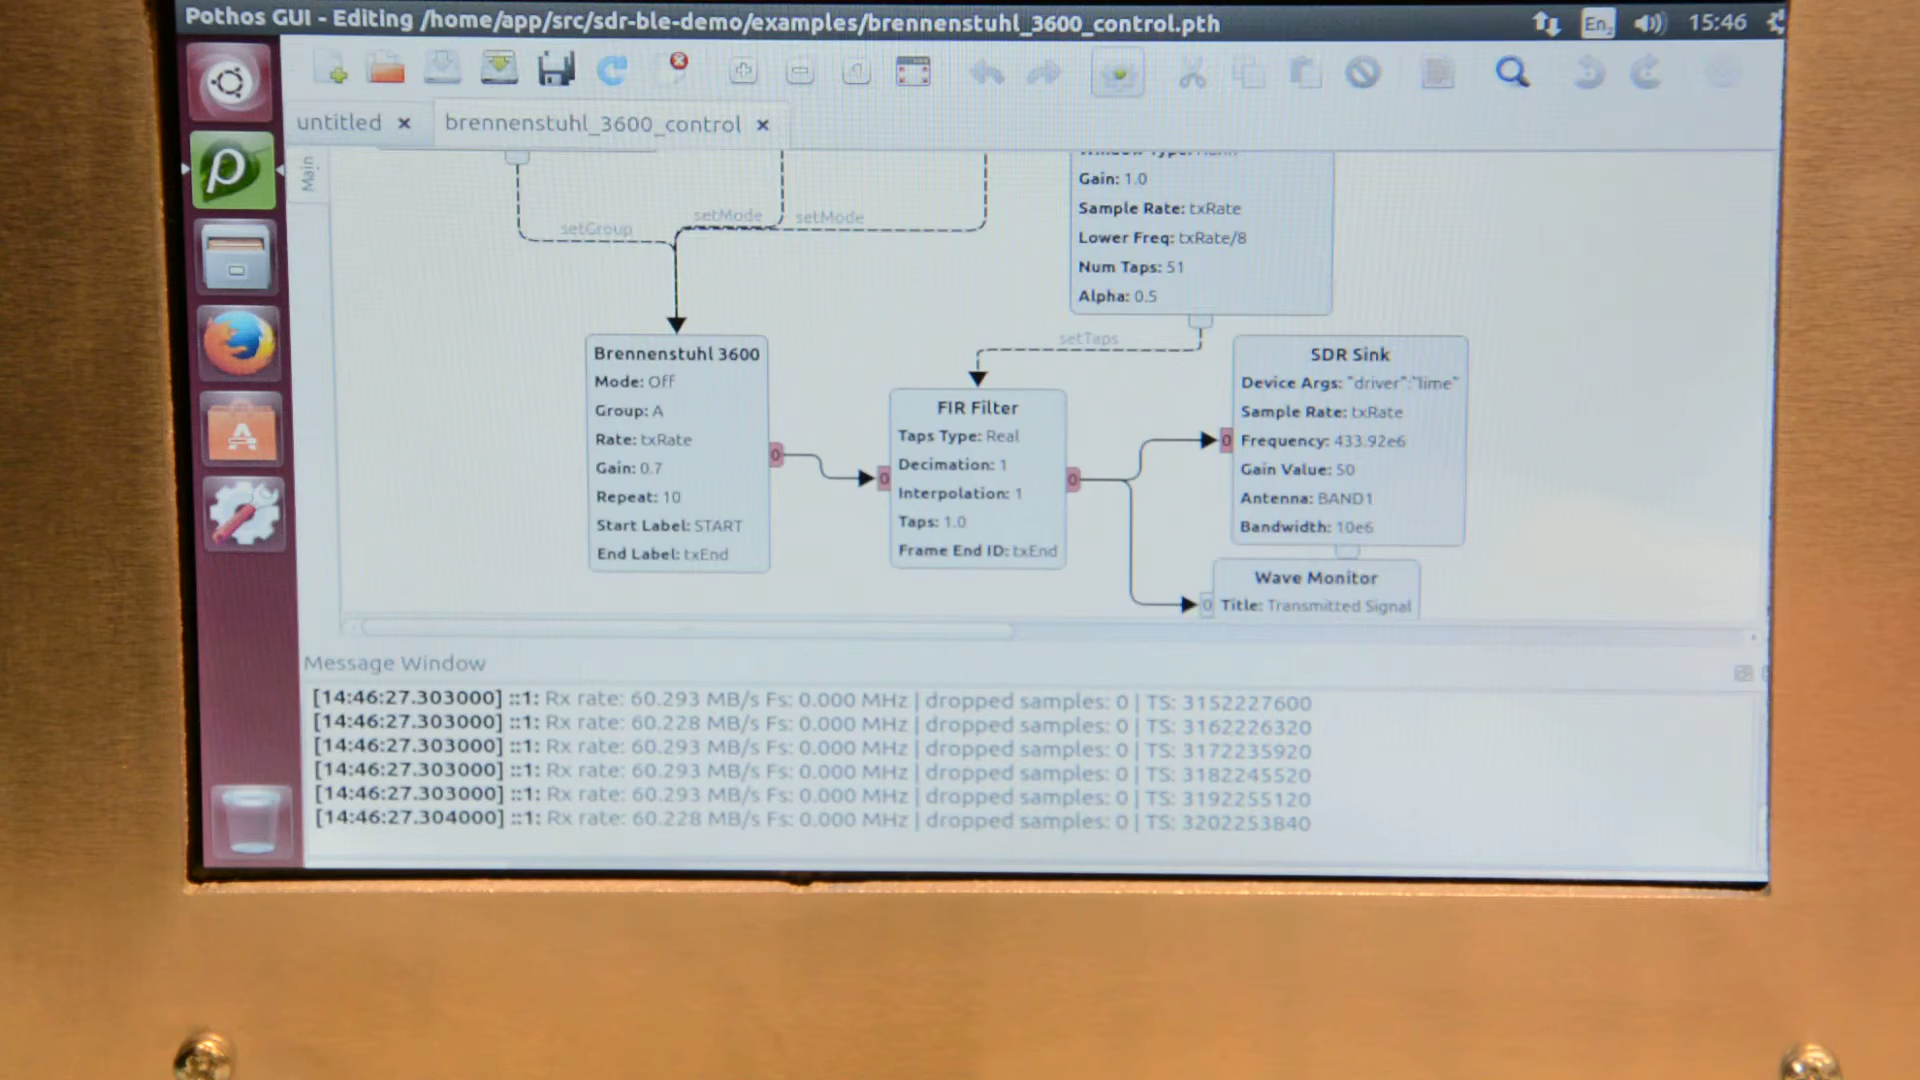 Pothos GUI - Editing /home/app/src/sdr-ble-demo/examples/brennenstuhl_3600_control.pth
En2
15:46
untitled
brennenstuhl_3600_control
Main
Gain: 1.0
Sample Rate: txRate
Lower Freq: txRate/8
Num Taps: 51
Alpha: 0.5
setGroup
setMode
setMode
setTaps
Brennenstuhl 3600
Mode: Off
Group: A
Rate: txRate
Gain: 0.7
Repeat: 10
Start Label: START
End Label: txEnd
0
0
FIR Filter
Taps Type: Real
Decimation: 1
Interpolation: 1
Taps: 1.0
Frame End ID: txEnd
0
0
SDR Sink
Device Args: "driver":"lime"
Sample Rate: txRate
Frequency: 433.92e6
Gain Value: 50
Antenna: BAND1
Bandwidth: 10e6
0
Wave Monitor
Title: Transmitted Signal
Message Window
[14:46:27.303000] ::1: Rx rate: 60.293 MB/s Fs: 0.000 MHz | dropped samples: 0 | TS: 3152227600
[14:46:27.303000] ::1: Rx rate: 60.228 MB/s Fs: 0.000 MHz | dropped samples: 0 | TS: 3162226320
[14:46:27.303000] ::1: Rx rate: 60.293 MB/s Fs: 0.000 MHz | dropped samples: 0 | TS: 3172235920
[14:46:27.303000] ::1: Rx rate: 60.293 MB/s Fs: 0.000 MHz | dropped samples: 0 | TS: 3182245520
[14:46:27.303000] ::1: Rx rate: 60.293 MB/s Fs: 0.000 MHz | dropped samples: 0 | TS: 3192255120
[14:46:27.304000] ::1: Rx rate: 60.228 MB/s Fs: 0.000 MHz | dropped samples: 0 | TS: 3202253840